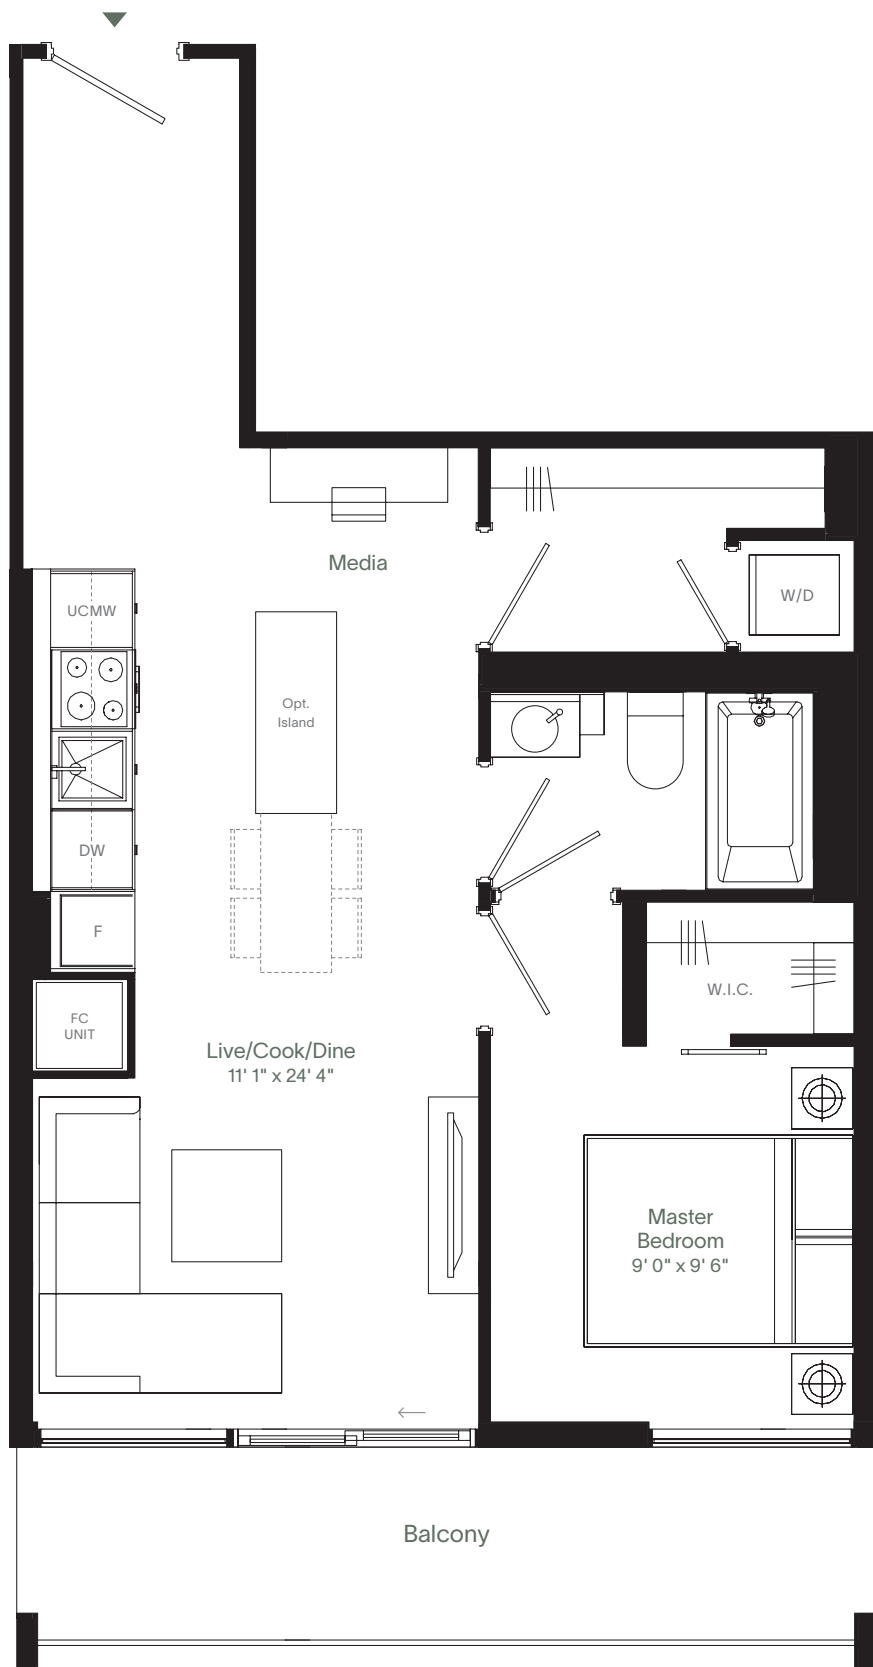 Media
UCMW
W/D
Opt.
Island
DW
F
W.I.C.
FC
UNIT
Live/Cook/Dine
11' 1" x 24' 4"
Master
Bedroom
9' 0" x 9' 6"
Balcony